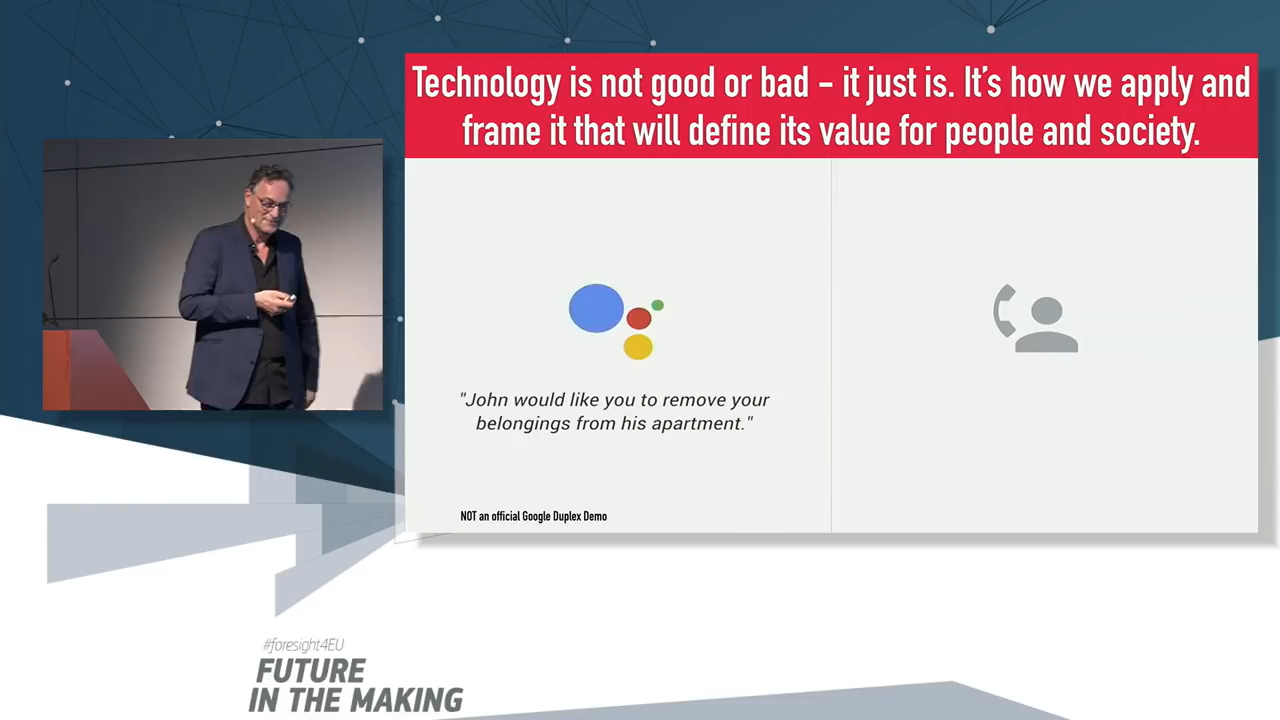 Technology is not good or bad – it just is. It's how we apply and
frame it that will define its value for people and society.
"John would like you to remove your
belongings from his apartment."
NOT an official Google Duplex Demo
#foresight4EU
FUTURE
IN THE MAKING